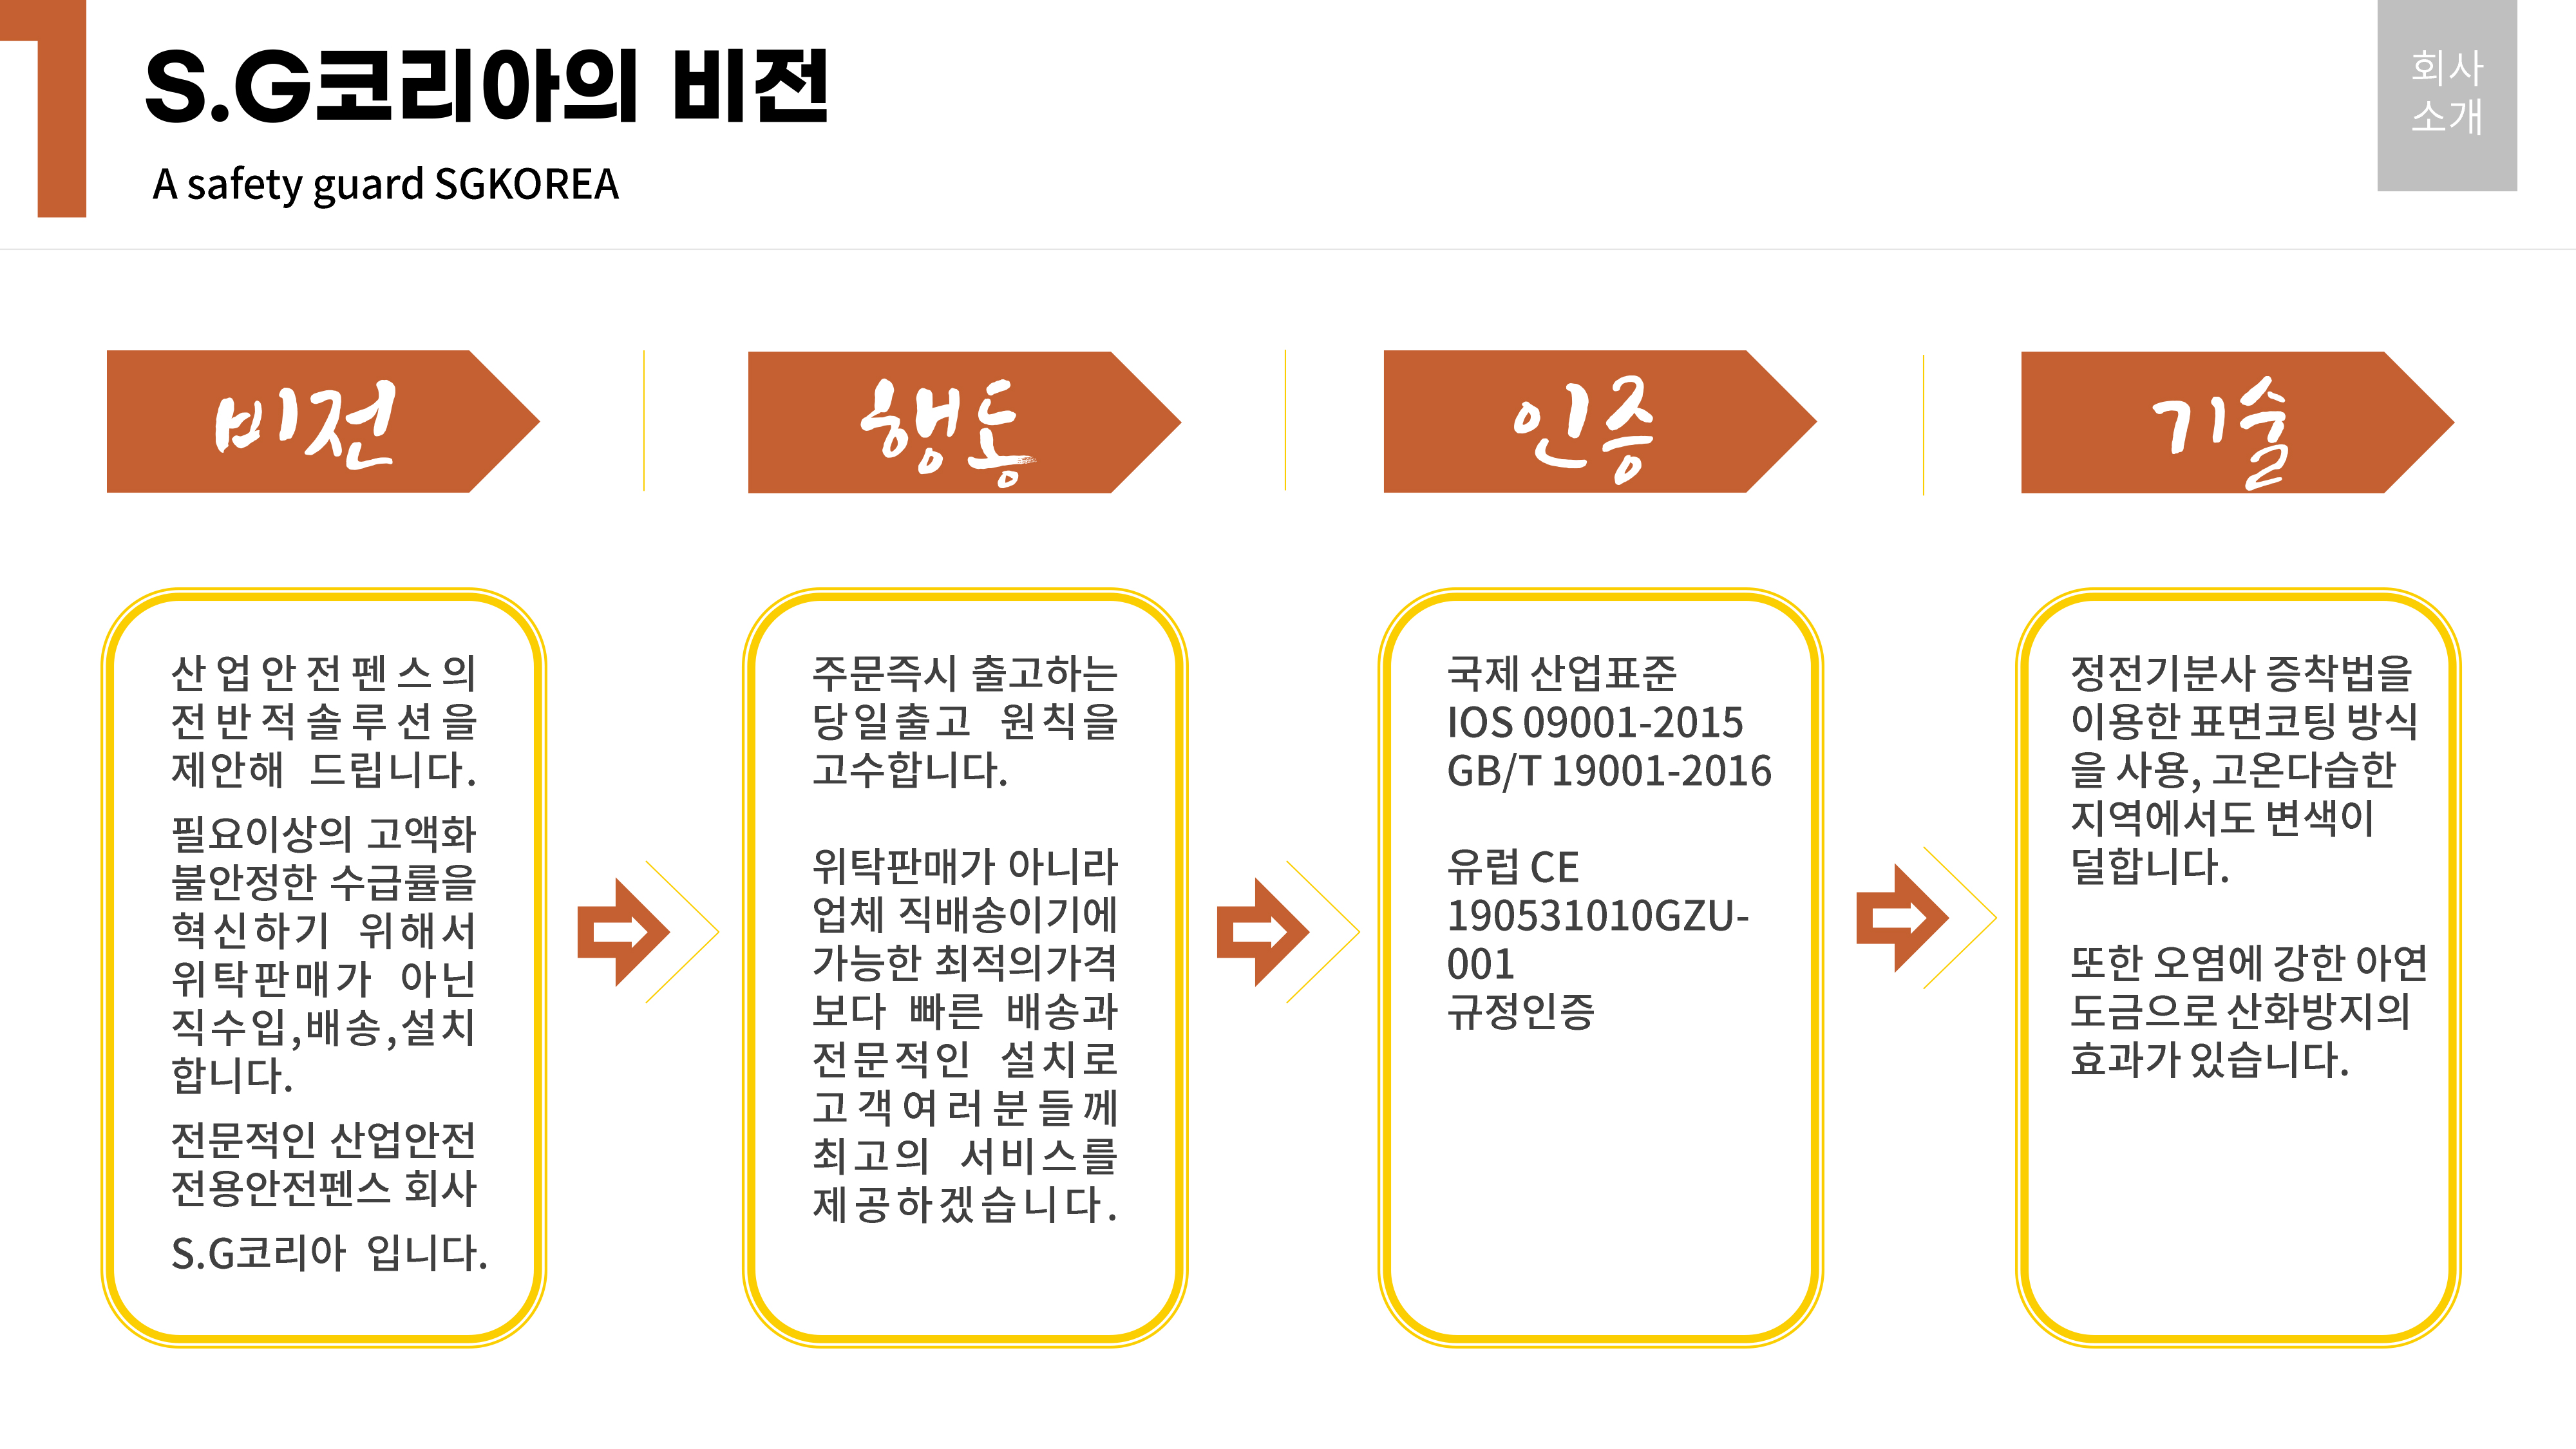 S.G코리아의 비전
A safety guard SGKOREA
회사
소개
비전
행동
인증
기술
산업안전펜스의
전반적솔루션을
제안해 드립니다.
필요이상의 고액화
불안정한 수급률을
혁신하기 위해서
위탁판매가 아닌
직수입,배송,설치
합니다.
전문적인 산업안전
전용안전펜스 회사
S.G코리아 입니다.
주문즉시 출고하는
당일출고 원칙을
고수합니다.
위탁판매가 아니라
업체 직배송이기에
가능한 최적의가격
보다 빠른 배송과
전문적인 설치로
고객여러분들께
최고의 서비스를
제공하겠습니다.
국제 산업표준
IOS 09001-2015
GB/T 19001-2016
유럽 CE
190531010GZU-
001
규정인증
정전기분사 증착법을
이용한 표면코팅 방식
을 사용, 고온다습한
지역에서도 변색이
덜합니다.
또한 오염에 강한 아연
도금으로 산화방지의
효과가 있습니다.